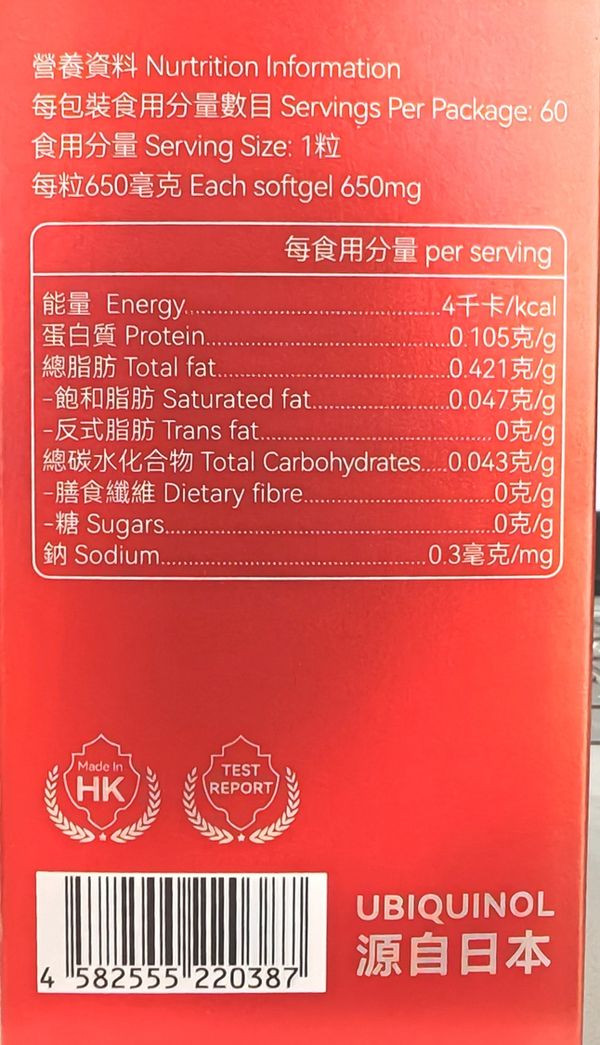 營養資料 Nurtrition Information
每包裝食用分量數目 Servings Per Package: 60
食用分量 Serving Size: 1粒
每粒650毫克 Each softgel 650mg
每食用分量 per serving
能量 Energy..............................4千卡/kcal
蛋白質 Protein..............................0.105克/g
總脂肪 Total fat..............................0.421克/g
-飽和脂肪 Saturated fat....................0.047克/g
-反式脂肪 Trans fat..............................0克/g
總碳水化合物 Total Carbohydrates.....0.043克/g
-膳食纖維 Dietary fibre..............................0克/g
-糖 Sugars..............................0克/g
鈉 Sodium..............................0.3毫克/mg
Made In
HK
TEST
REPORT
4 582555 220387
UBIQUINOL
源自日本